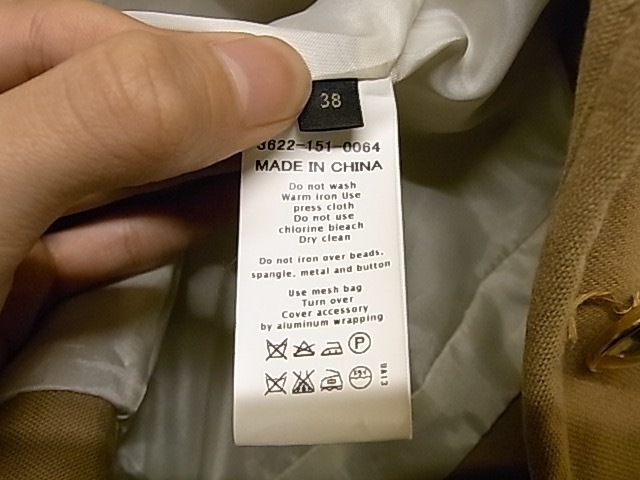 38
3622-151-0064
MADE IN CHINA
Do not wash
Warm iron Use
press cloth
Do not use
chlorine bleach
Dry clean
Do not iron over beads,
spangle, metal and button
Use mesh bag
Turn over
Cover accessory
by aluminum wrapping
P
UA13